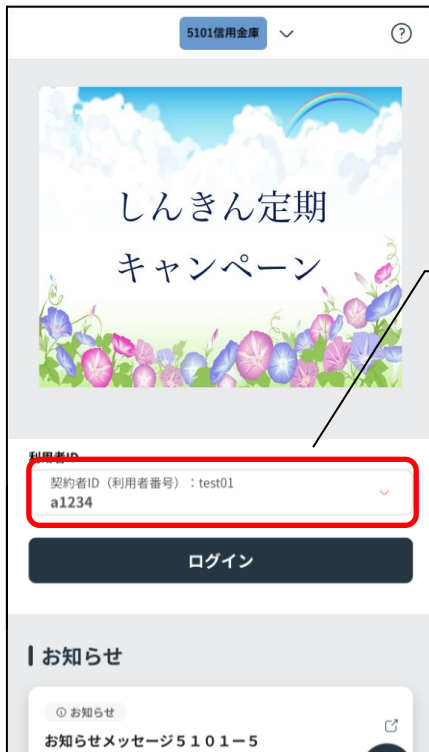 5101信用金庫
?
しんきん定期
キャンペーン
利用者ID
契約者ID（利用者番号）：test01
a1234
ログイン
お知らせ
お知らせ
お知らせメッセージ５１０１－５